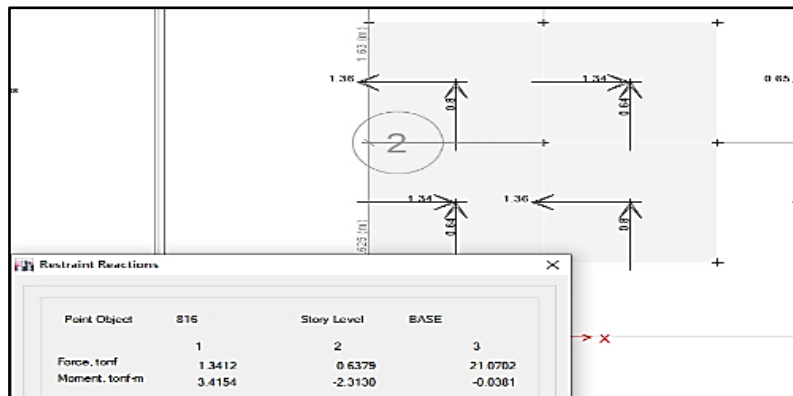 1.63 (m)
1.36
1.34
0.65
0.8
0.64
2
1.34
1.36
0.64
0.8
.625 (m)
Restraint Reactions
X
Point Object 816 Story Level BASE
1 2 3
Force, tonf 1.3412 0.6379 21.0702
Moment, tonf-m 3.4154 -2.3130 -0.0381